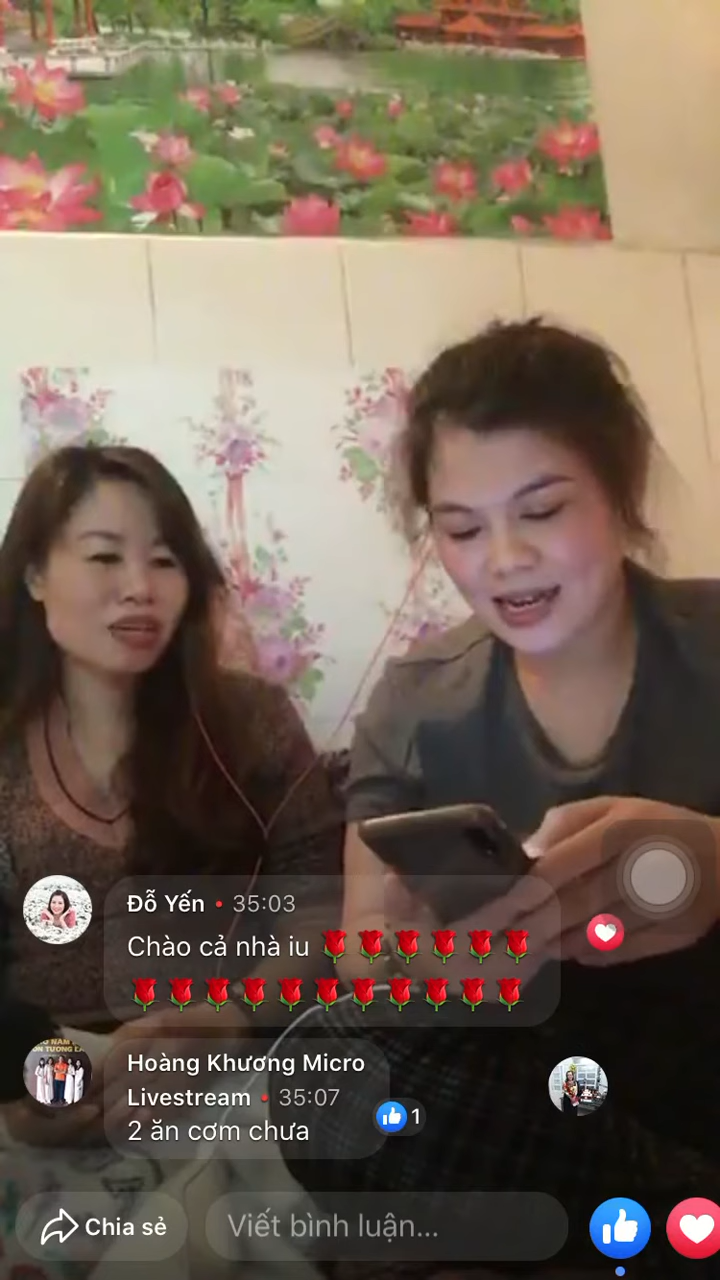 Đỗ Yến • 35:03
Chào cả nhà iu 🌹🌹🌹🌹🌹🌹
🌹🌹🌹🌹🌹🌹🌹🌹🌹🌹🌹
Hoàng Khương Micro
Livestream • 35:07
2 ăn cơm chưa
1
Chia sẻ
Viết bình luận...